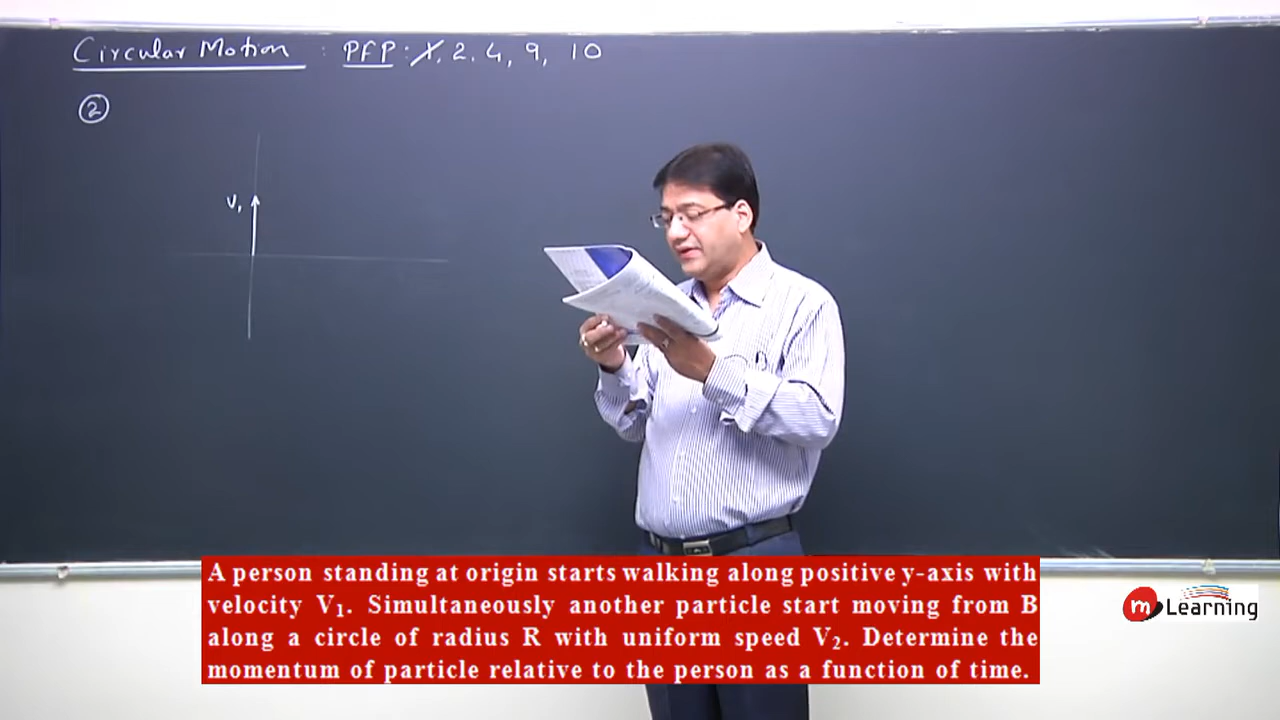 Circular Motion : PFP : 1, 2, 4, 9, 10
2
V1
A person standing at origin starts walking along positive y-axis with
velocity V₁. Simultaneously another particle start moving from B
along a circle of radius R with uniform speed V₂. Determine the
momentum of particle relative to the person as a function of time.
m Learning